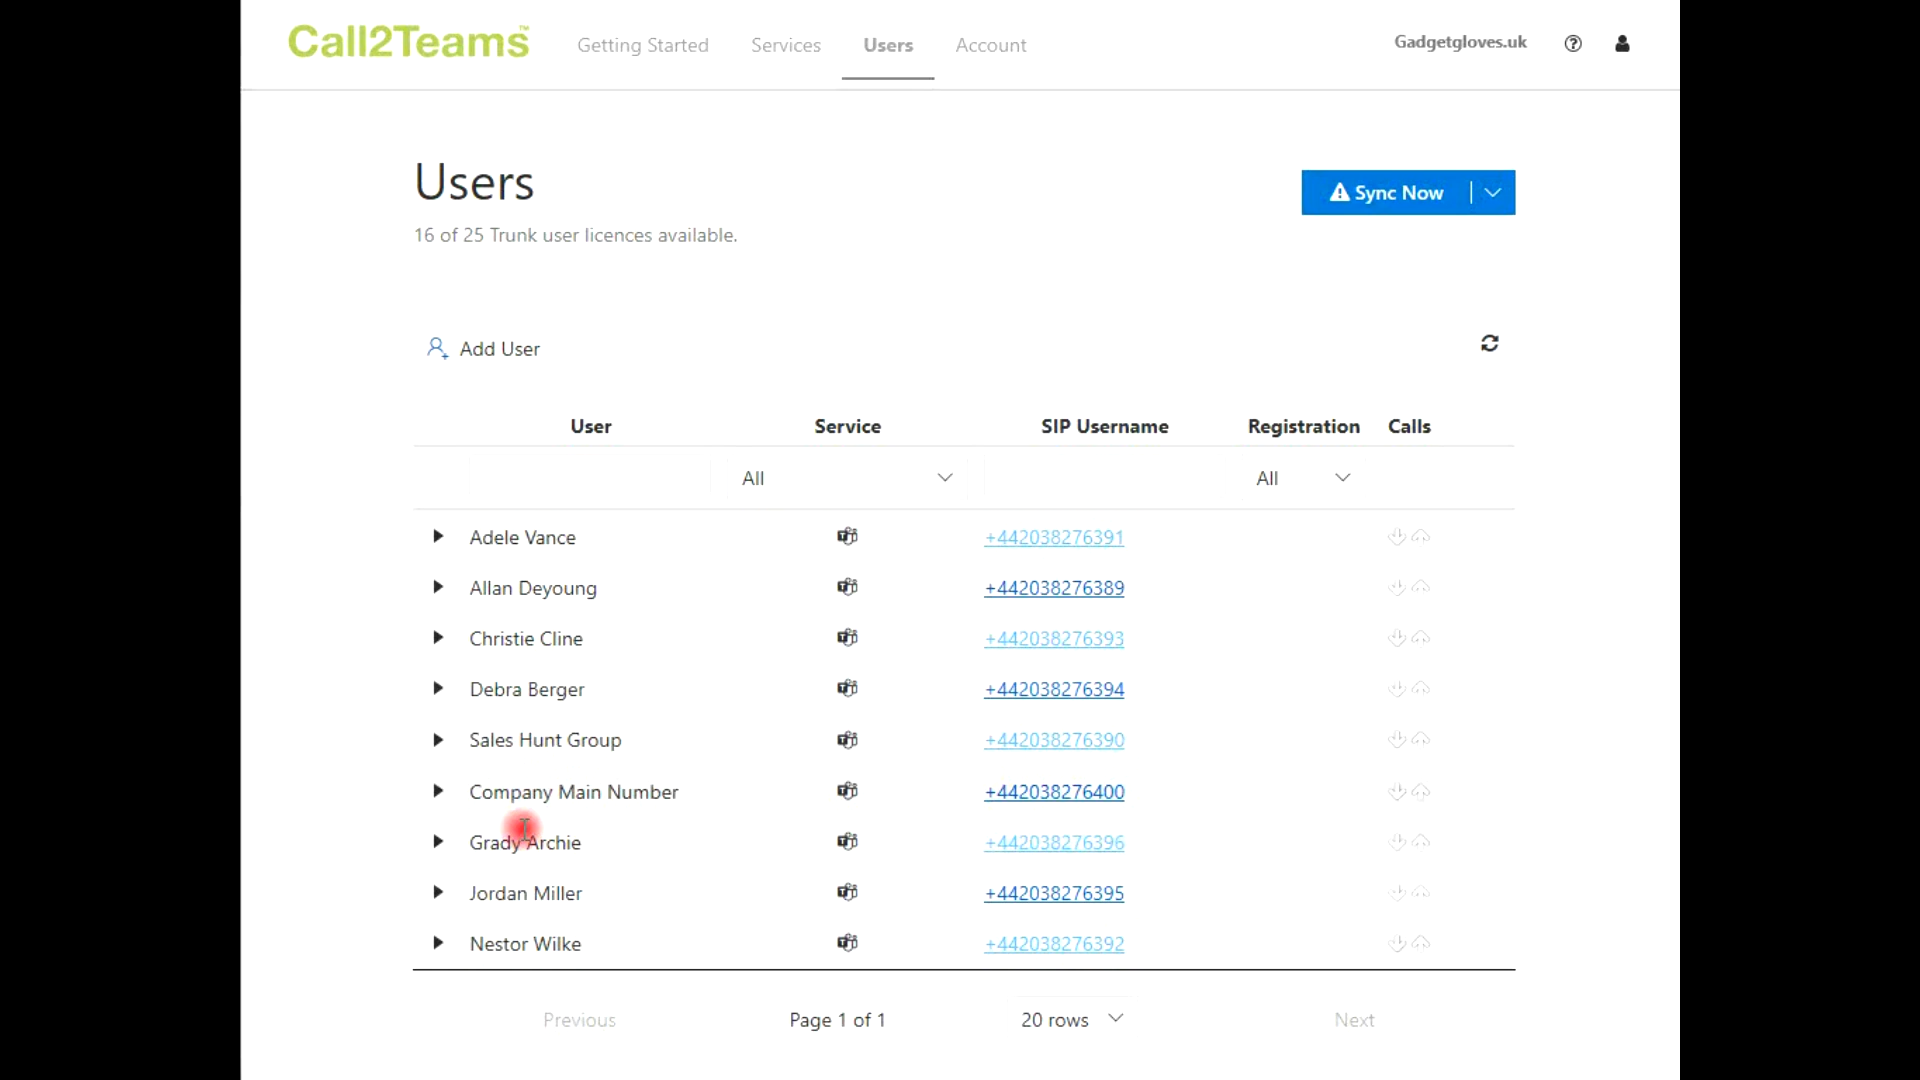 Call2Teams™ Getting Started Services Users Account Gadgetgloves.uk
Users
Sync Now
16 of 25 Trunk user licences available.
Add User
User Service SIP Username Registration Calls
All All
Adele Vance +442038276391
Allan Deyoung +442038276389
Christie Cline +442038276393
Debra Berger +442038276394
Sales Hunt Group +442038276390
Company Main Number +442038276400
Grady Archie +442038276396
Jordan Miller +442038276395
Nestor Wilke +442038276392
Previous Page 1 of 1 20 rows Next